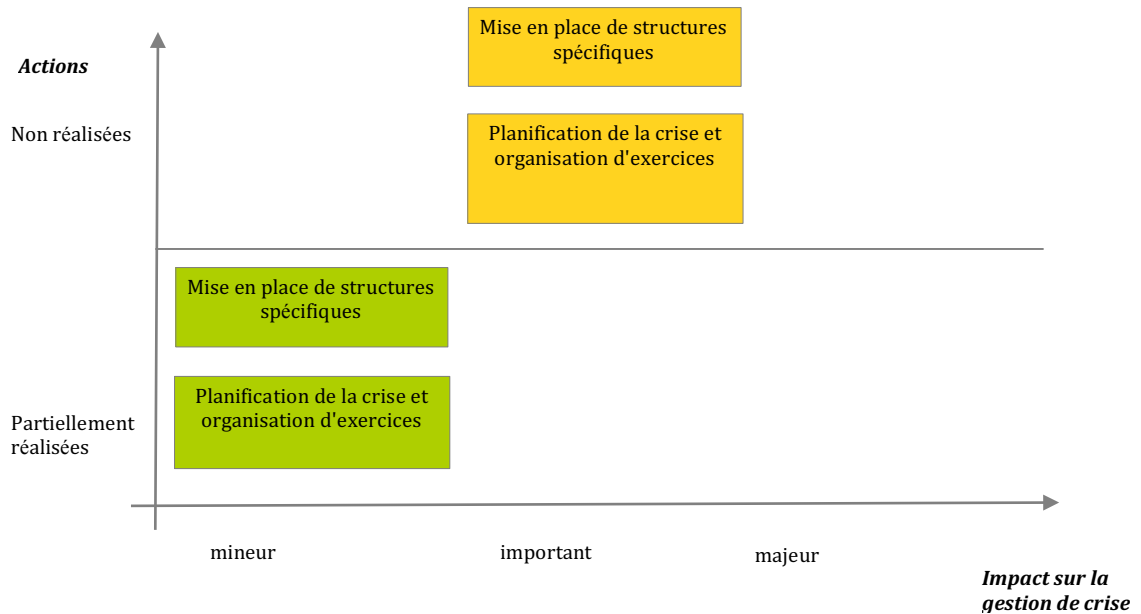 Mise en place de structures
spécifiques
Actions
Non réalisées
Planification de la crise et
organisation d'exercices
Mise en place de structures
spécifiques
Planification de la crise et
organisation d'exercices
Partiellement
réalisées
mineur
important
majeur
Impact sur la
gestion de crise